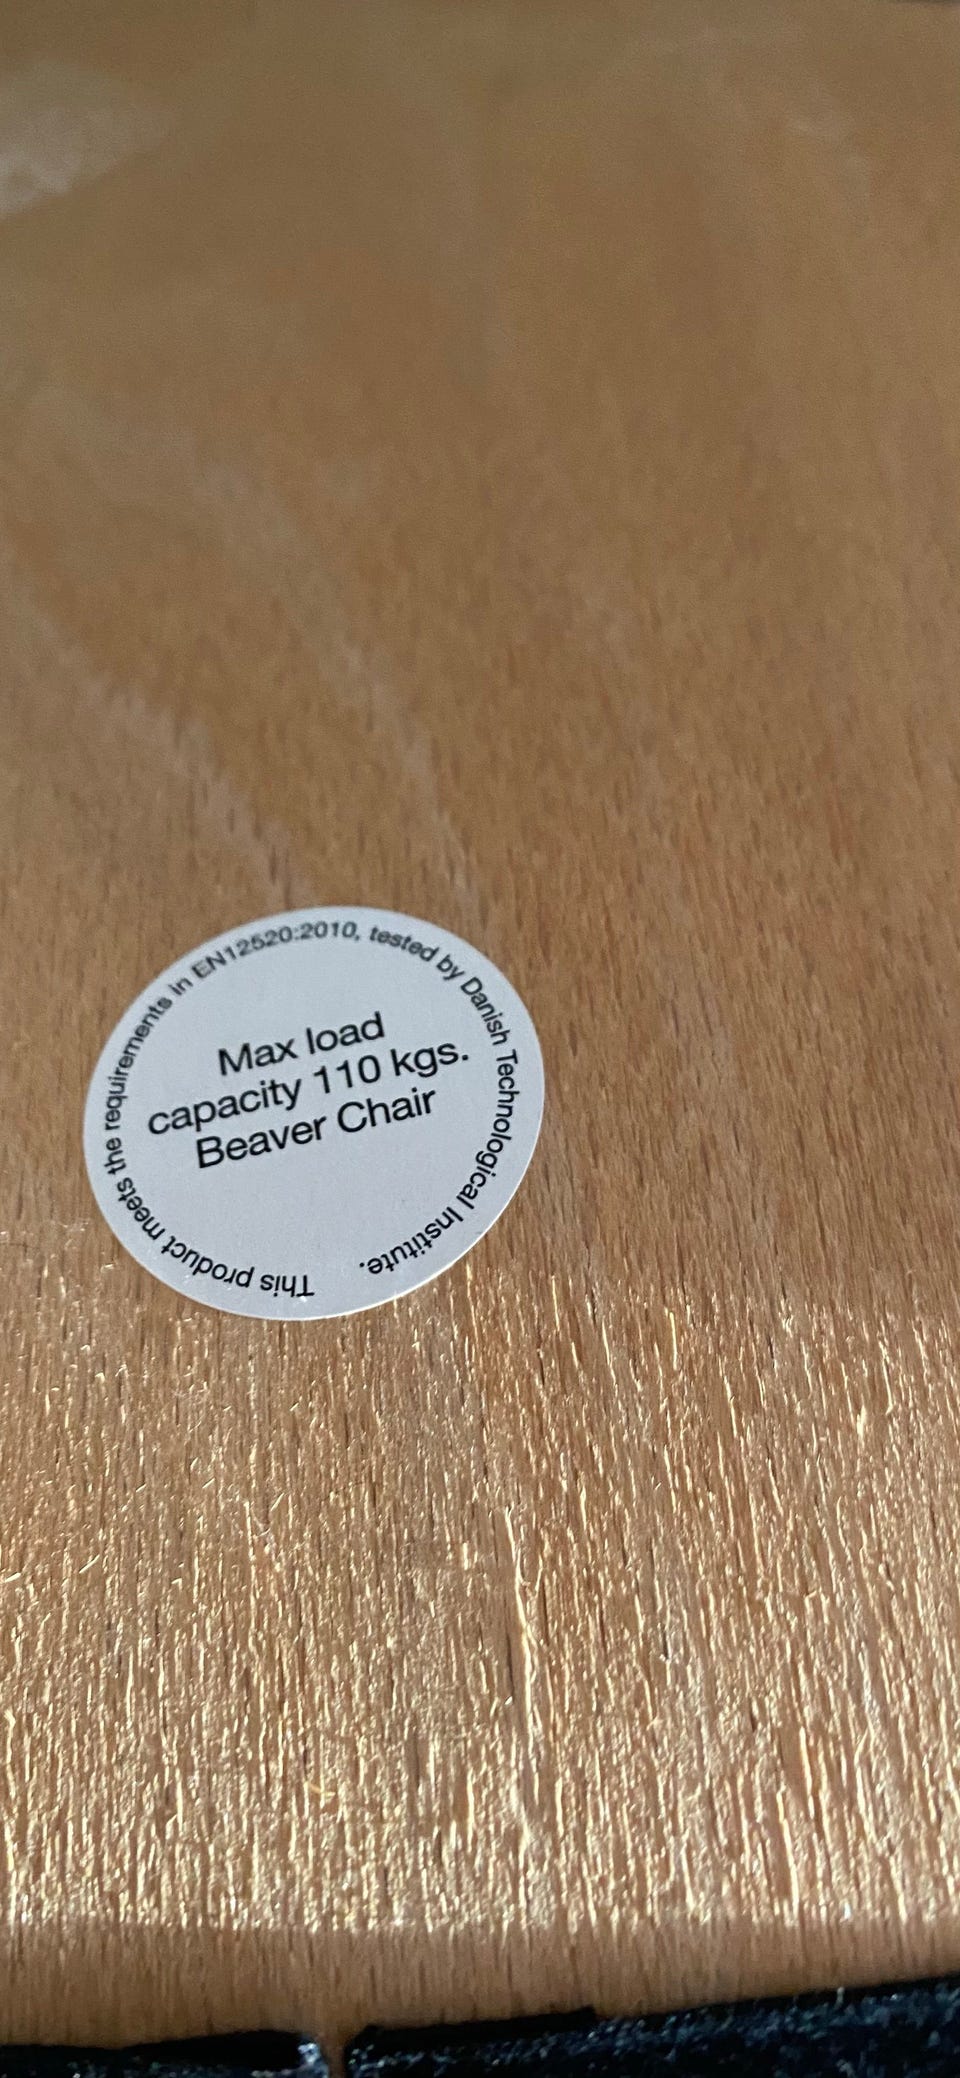 Max load
capacity 110 kgs.
Beaver Chair
This product meets the requirements in EN12520:2010, tested by Danish Technological Institute.